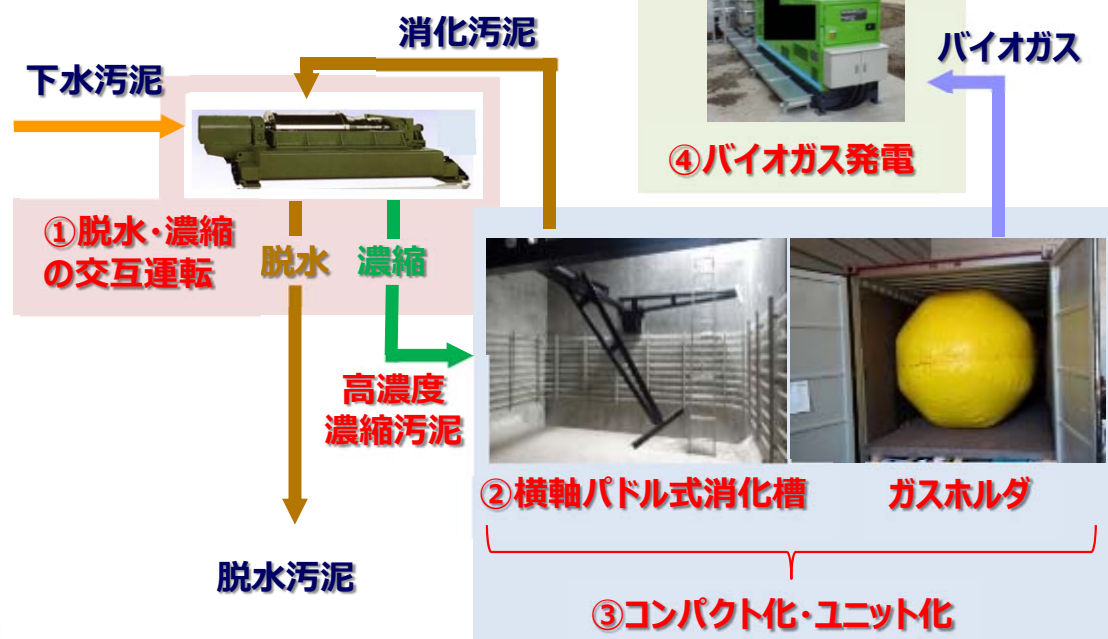 消化汚泥
バイオガス
下水汚泥
④バイオガス発電
①脱水・濃縮
の交互運転
脱水
濃縮
高濃度
濃縮汚泥
②横軸パドル式消化槽
ガスホルダ
脱水汚泥
③コンパクト化・ユニット化